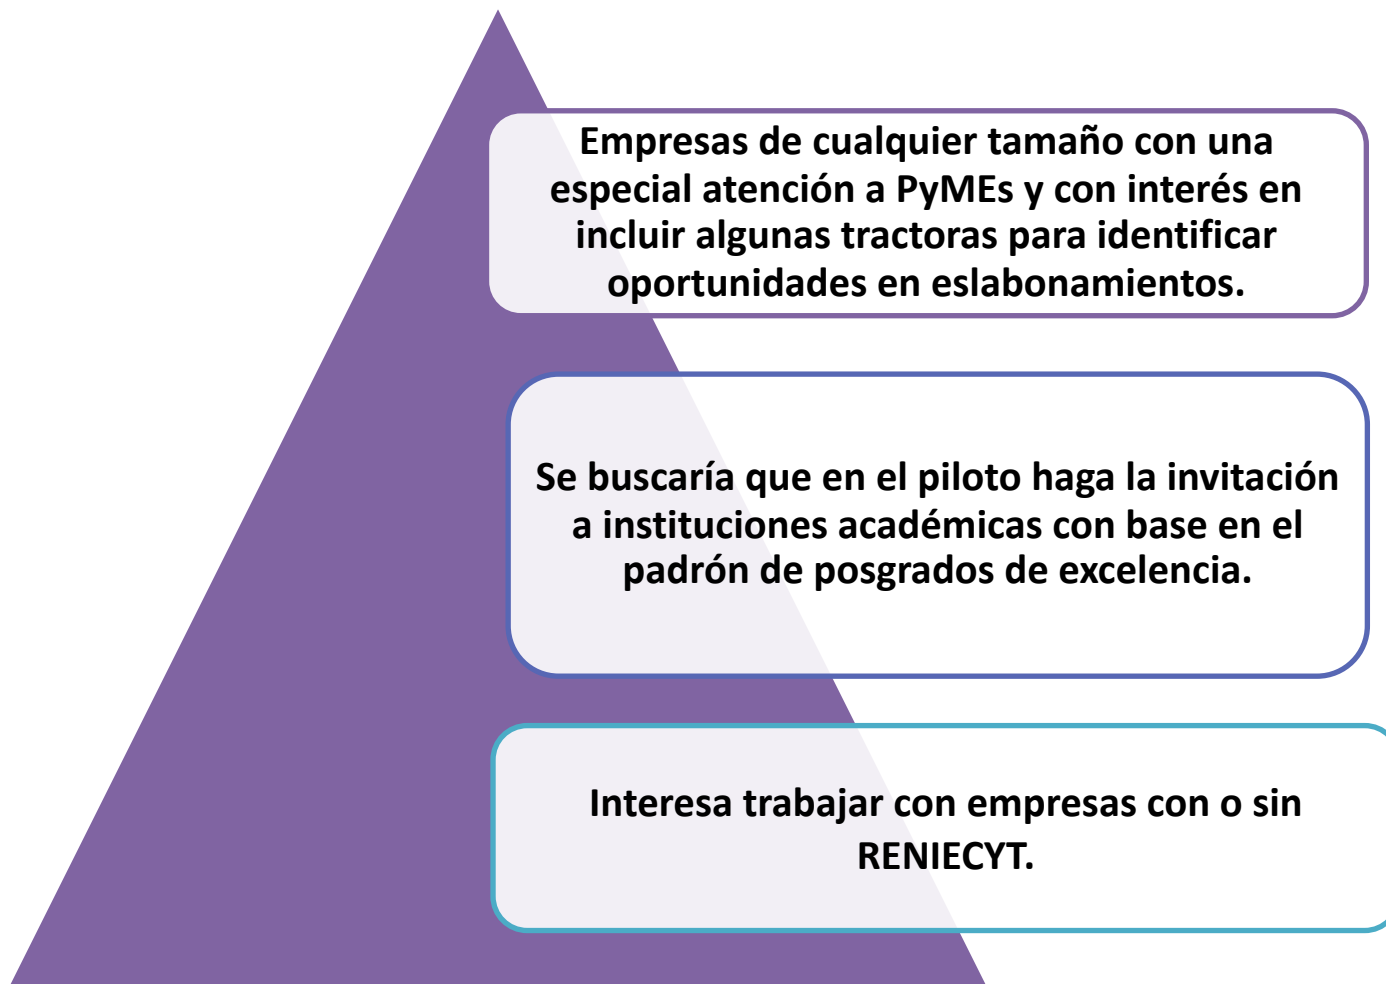 Empresas de cualquier tamaño con una
especial atención a PyMEs y con interés en
incluir algunas tractoras para identificar
oportunidades en eslabonamientos.
Se buscaría que en el piloto haga la invitación
a instituciones académicas con base en el
padrón de posgrados de excelencia.
Interesa trabajar con empresas con o sin
RENIECYT.